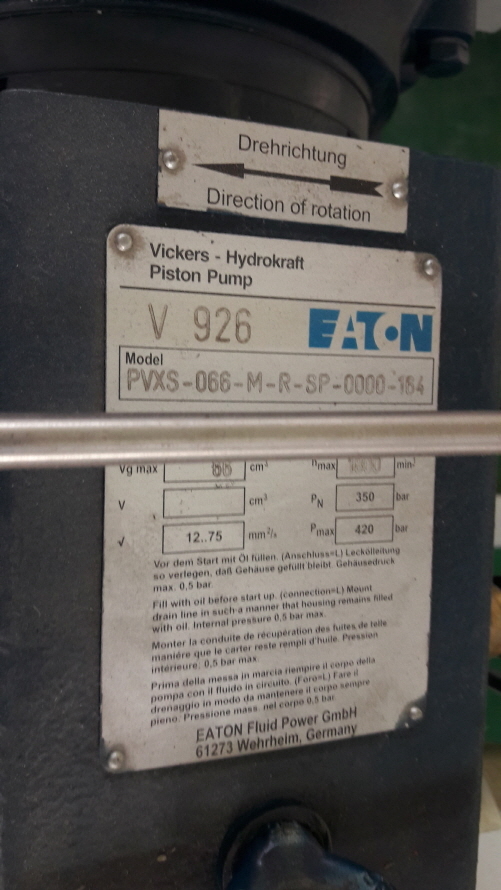 Drehrichtung
Direction of rotation
Vickers - Hydrokraft
Piston Pump
V 926 EATON
Model
PVXS-066-M-R-SP-0000-184
Vg max 66 cm³ nmax min⁻
V cm³ PN 350 bar
√ 12..75 mm²/s Pmax 420 bar
Vor dem Start mit Öl füllen. (Anschluss=L) Leckölleitung
so verlegen, daß Gehäuse gefüllt bleibt. Gehäusedruck
max. 0,5 bar.
Fill with oil before start up. (connection=L) Mount
drain line in such-a manner that housing remains filled
with oil. Internal pressure 0,5 bar max.
Monter la conduite de récupération des fuites de telle
manière que le carter reste rempli d'huile. Pression
intérieure. 0,5 bar max.
Prima della messa in marcia riempire il corpo della
pompa con il fluido in circuito. (Foro=L) Fare il
drenaggio in modo da mantenere il corpo sempre
pieno. Pressione mass. nel corpo 0.5 bar.
EATON Fluid Power GmbH
61273 Wehrheim, Germany